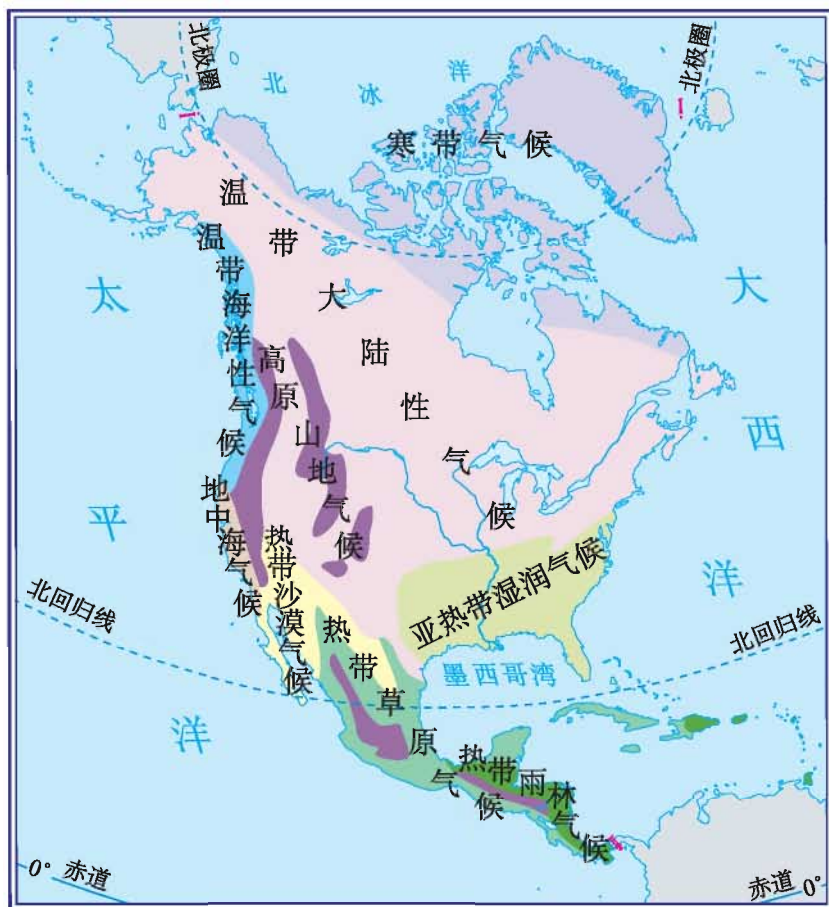 北极圈
北极圈
北冰洋
寒带气候
温带大陆性气候
温带海洋性气候
太平洋
大西洋
高原山地气候
地中海气候
热带沙漠气候
亚热带湿润气候
北回归线
北回归线
墨西哥湾
热带草原气候
热带雨林气候
0° 赤道
赤道 0°